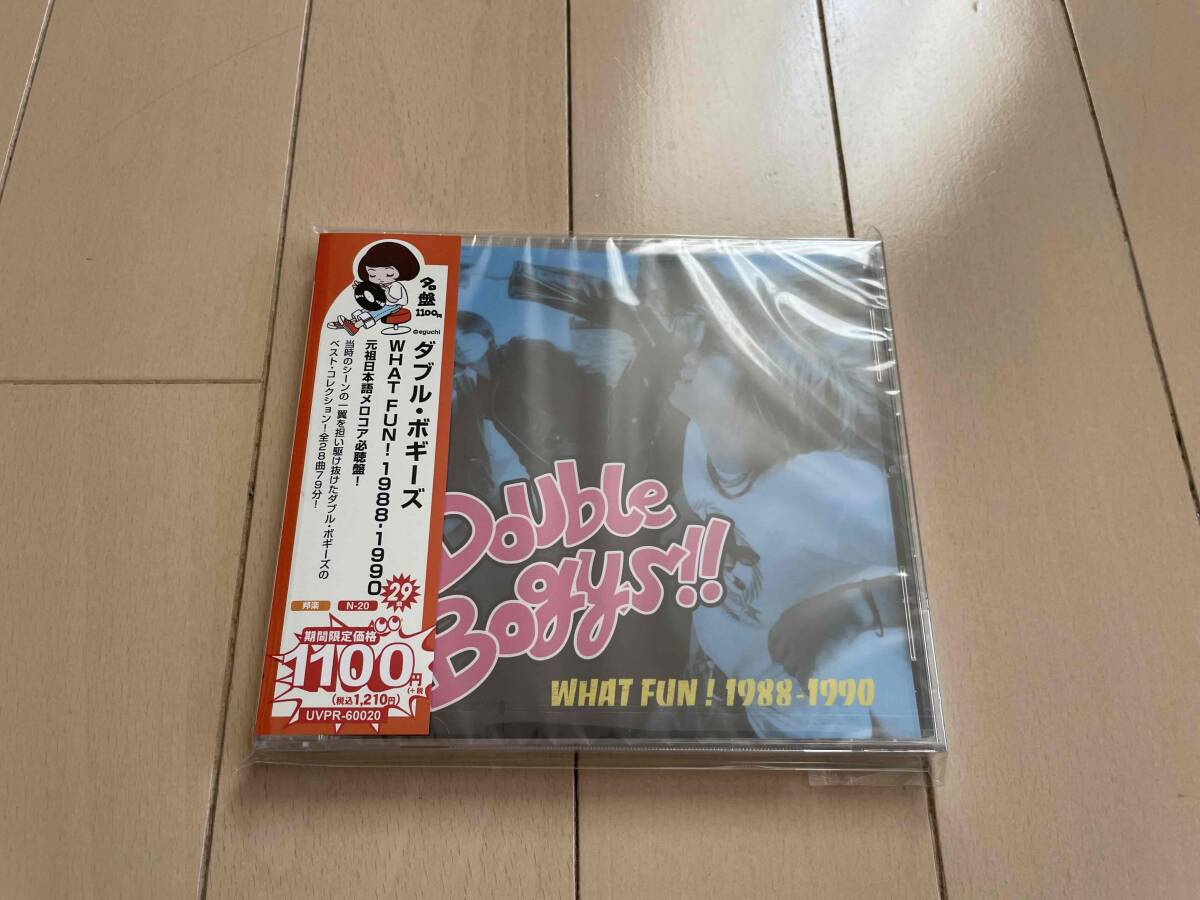 名盤
1100円
©eguchi
ダブル・ボギーズ
WHAT FUN! 1988-1990
元祖日本語メロコア必聴盤!
当時のシーンの一翼を担い駆け抜けたダブル・ボギーズの
ベスト・コレクション!全28曲79分!
29曲
邦楽
N-20
期間限定価格
1100円
(+税)
(税込1,210円)
UVPR-60020
Double
Bogys!!
WHAT FUN! 1988-1990